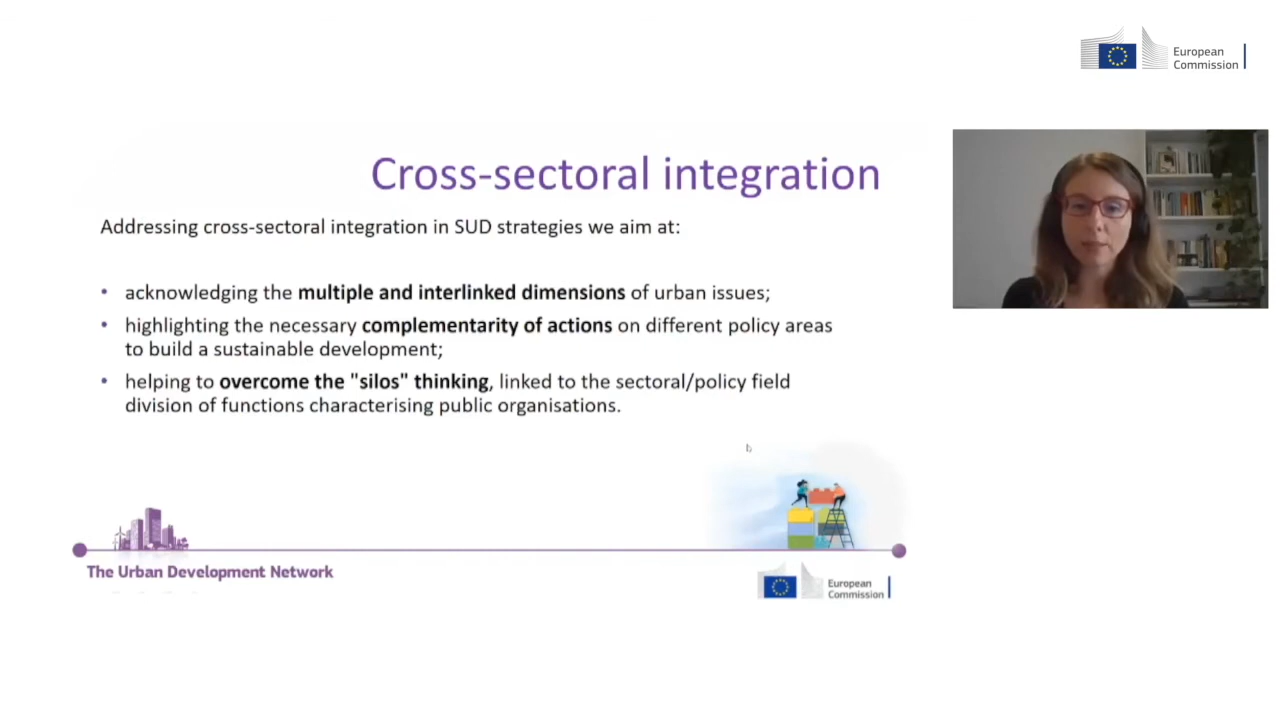 European
Commission
Cross-sectoral integration
Addressing cross-sectoral integration in SUD strategies we aim at:
• acknowledging the multiple and interlinked dimensions of urban issues;
• highlighting the necessary complementarity of actions on different policy areas
to build a sustainable development;
• helping to overcome the "silos" thinking, linked to the sectoral/policy field
division of functions characterising public organisations.
The Urban Development Network
European
Commission